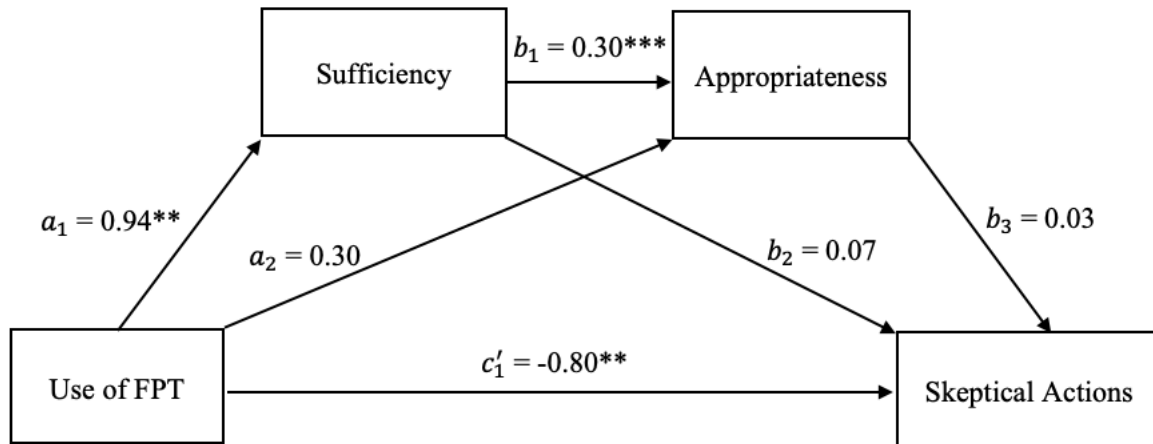 b₁ = 0.30***
Sufficiency
Appropriateness
a₁ = 0.94**
a₂ = 0.30
b₂ = 0.07
b₃ = 0.03
c′₁ = -0.80**
Use of FPT
Skeptical Actions